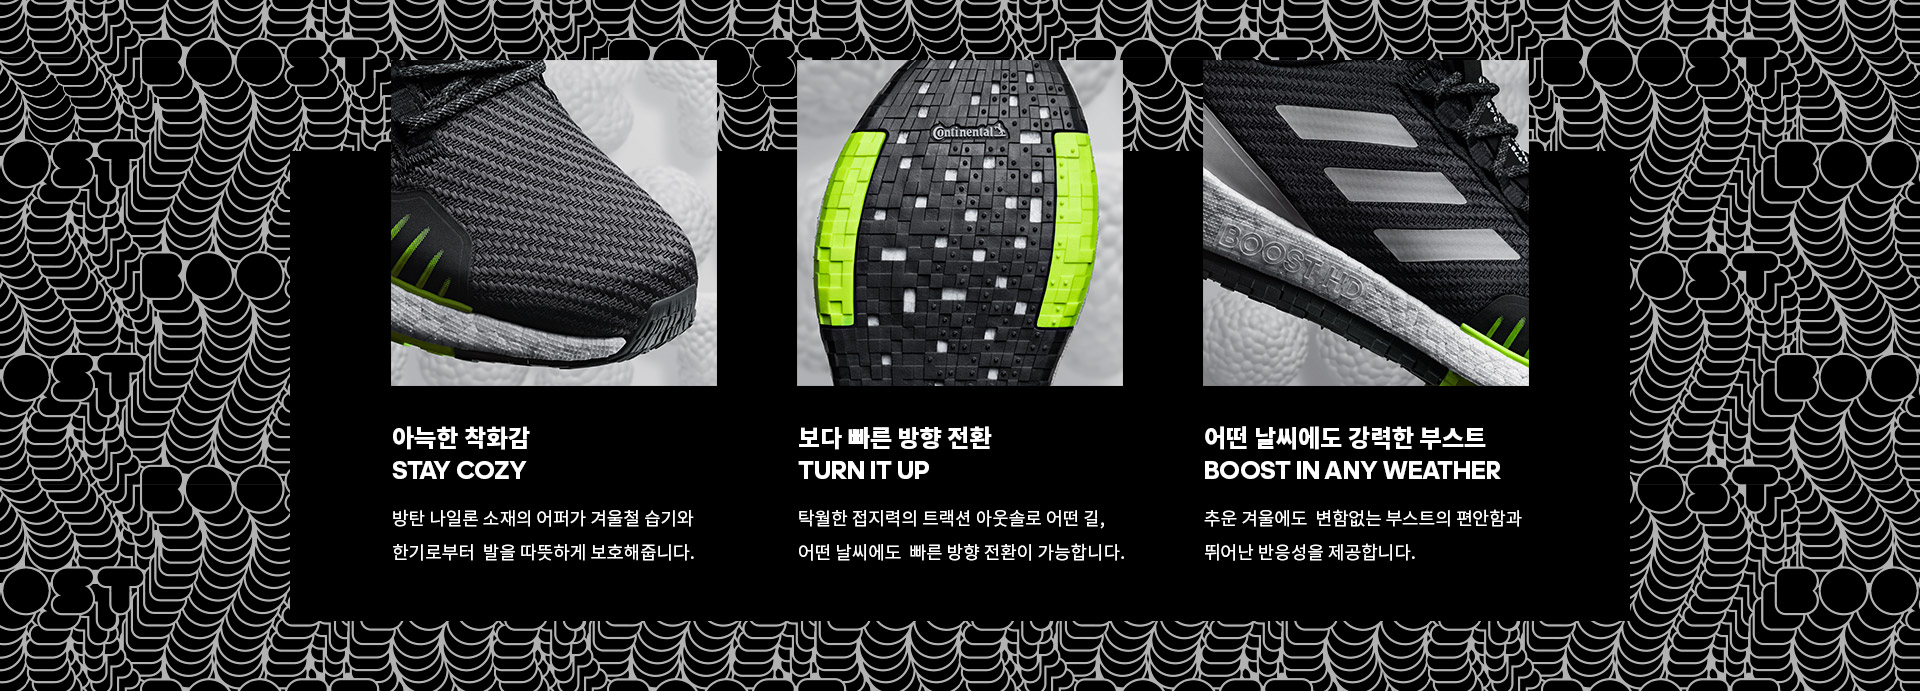 BOOST
Continental
BOOST HD
아늑한 착화감
STAY COZY
방탄 나일론 소재의 어퍼가 겨울철 습기와
한기로부터 발을 따뜻하게 보호해줍니다.
보다 빠른 방향 전환
TURN IT UP
탁월한 접지력의 트랙션 아웃솔로 어떤 길,
어떤 날씨에도 빠른 방향 전환이 가능합니다.
어떤 날씨에도 강력한 부스트
BOOST IN ANY WEATHER
추운 겨울에도 변함없는 부스트의 편안함과
뛰어난 반응성을 제공합니다.